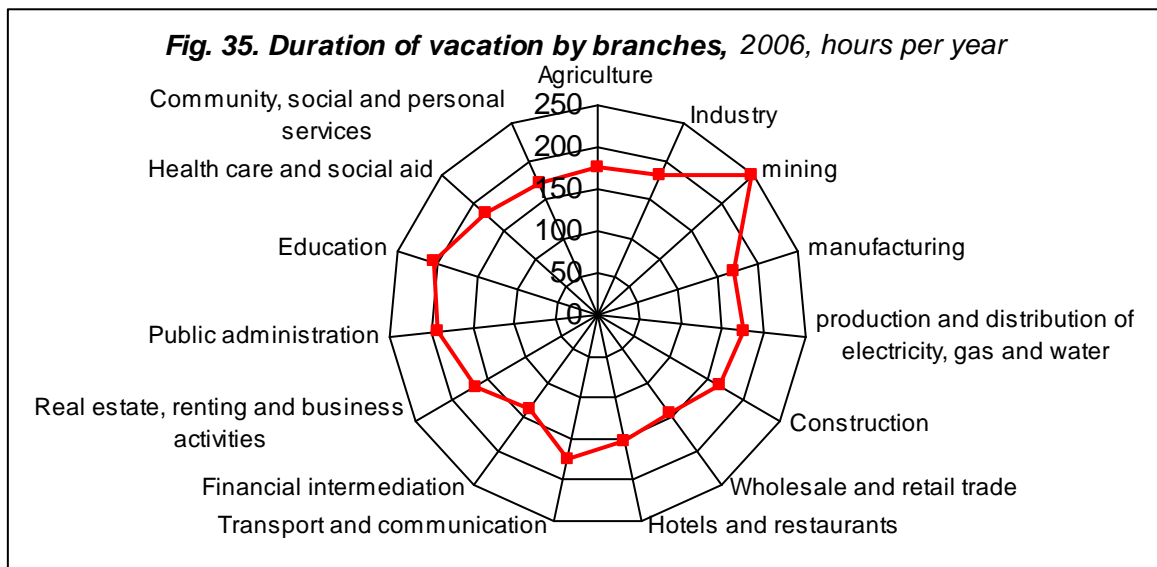 Fig. 35. Duration of vacation by branches, 2006, hours per year
Agriculture
Industry
mining
manufacturing
production and distribution of
electricity, gas and water
Construction
Wholesale and retail trade
Hotels and restaurants
Transport and communication
Financial intermediation
Real estate, renting and business
activities
Public administration
Education
Health care and social aid
Community, social and personal
services
250
200
150
100
50
0